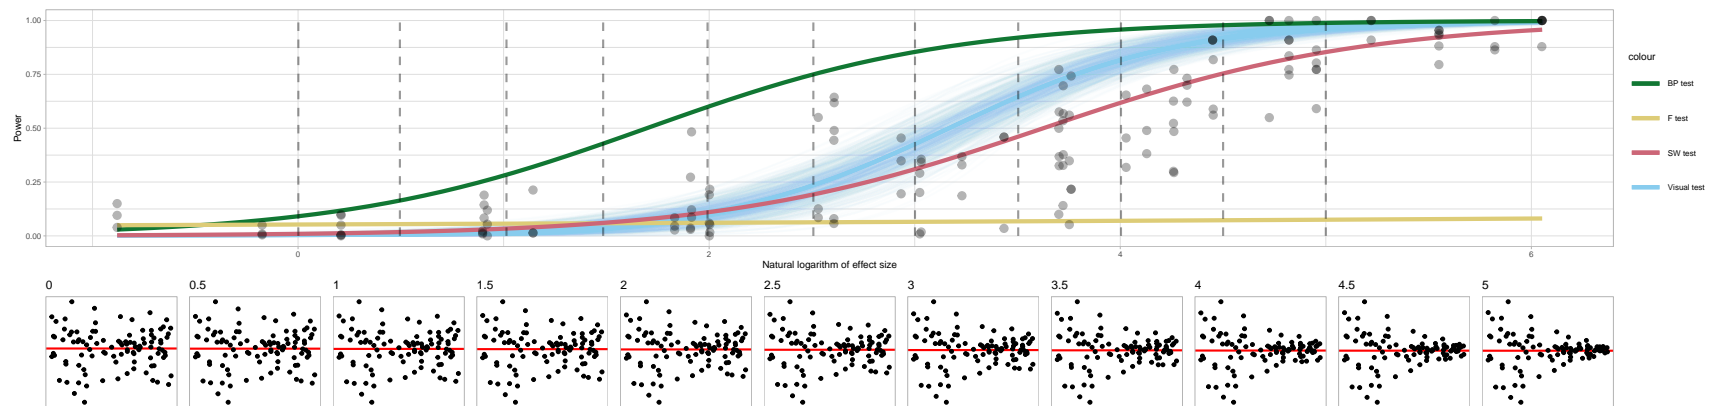 1.00
0.75
0.50
0.25
0.00
Power
0 2 4 6
Natural logarithm of effect size
colour
BP test
F test
SW test
Visual test
0 0.5 1 1.5 2 2.5 3 3.5 4 4.5 5